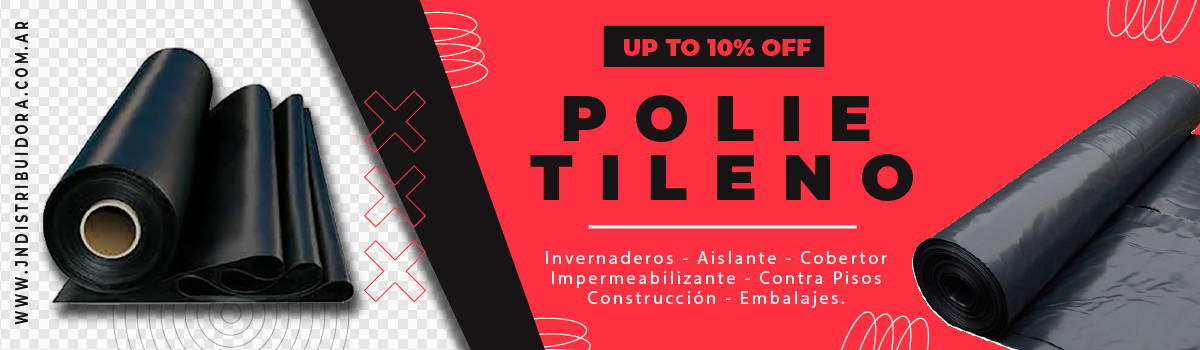 WWW.JNDISTRIBUIDORA.COM.AR
UP TO 10% OFF
POLIE
TILENO
Invernaderos - Aislante - Cobertor
Impermeabilizante - Contra Pisos
Construcción - Embalajes.